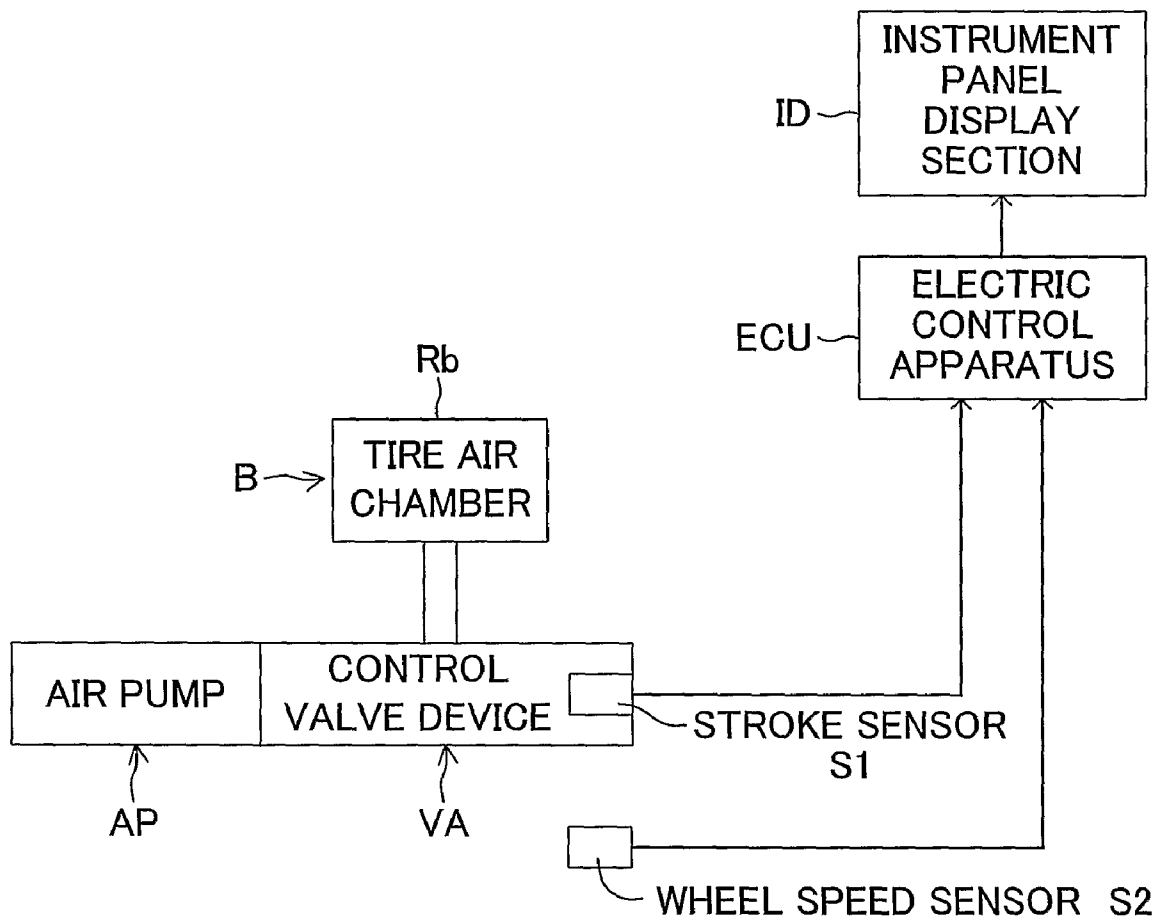 INSTRUMENT
PANEL
DISPLAY
SECTION
ID
ELECTRIC
CONTROL
APPARATUS
ECU
Rb
TIRE AIR
CHAMBER
B
AIR PUMP
CONTROL
VALVE DEVICE
STROKE SENSOR
S1
AP
VA
WHEEL SPEED SENSOR S2